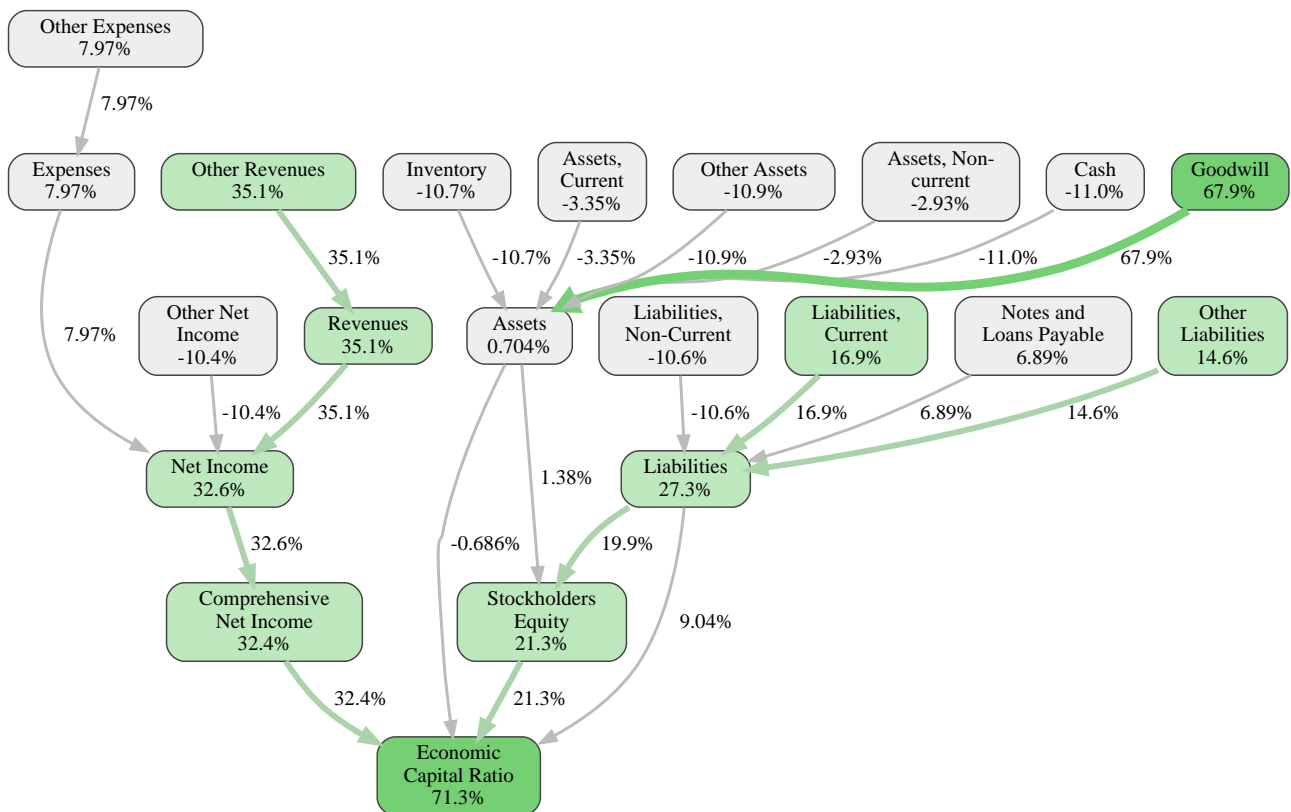 Other Expenses
7.97%
7.97%
Expenses
7.97%
Other Revenues
35.1%
Inventory
-10.7%
Assets,
Current
-3.35%
Other Assets
-10.9%
Assets, Non-
current
-2.93%
Cash
-11.0%
Goodwill
67.9%
35.1%
-10.7%
-3.35%
-10.9%
-2.93%
-11.0%
67.9%
7.97%
Other Net
Income
-10.4%
Revenues
35.1%
Assets
0.704%
Liabilities,
Non-Current
-10.6%
Liabilities,
Current
16.9%
Notes and
Loans Payable
6.89%
Other
Liabilities
14.6%
-10.4%
35.1%
-10.6%
16.9%
6.89%
14.6%
Net Income
32.6%
1.38%
Liabilities
27.3%
32.6%
-0.686%
19.9%
Comprehensive
Net Income
32.4%
Stockholders
Equity
21.3%
9.04%
32.4%
21.3%
Economic
Capital Ratio
71.3%